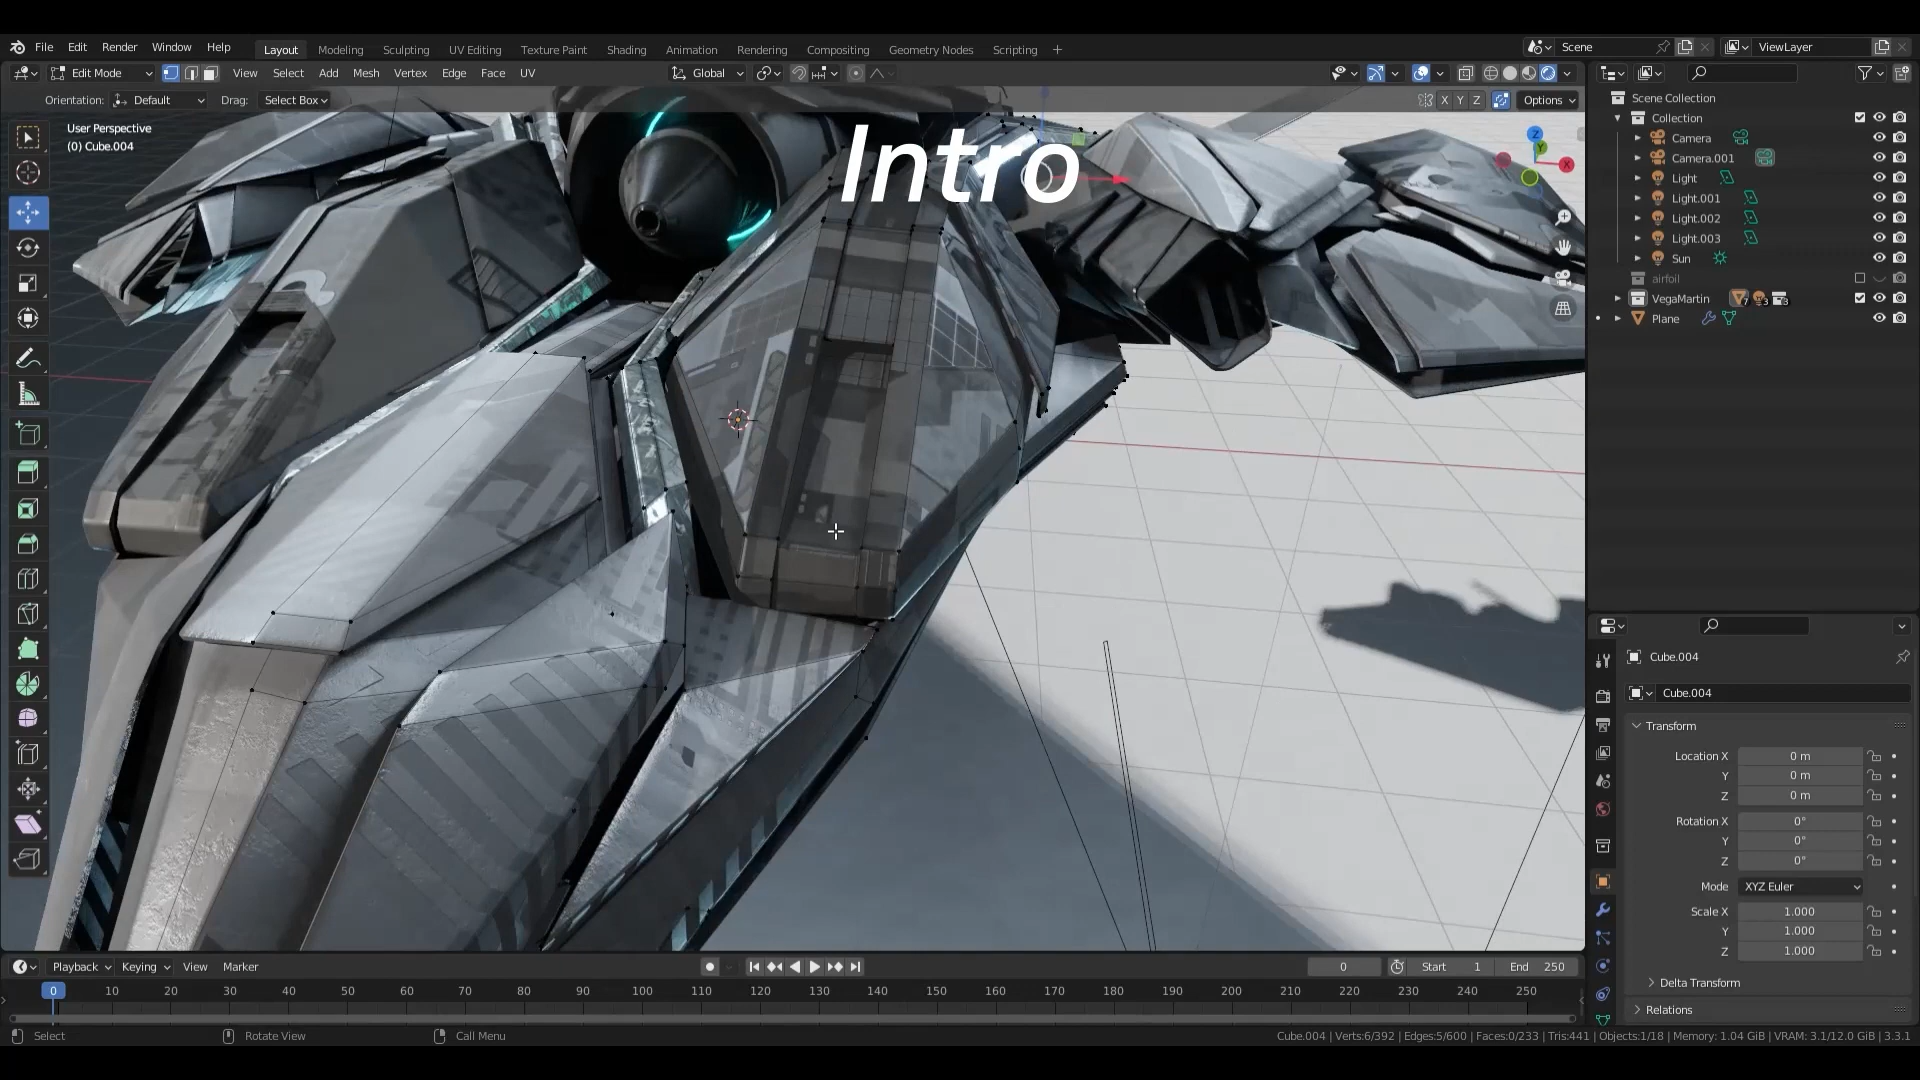 File Edit Render Window Help Layout Modeling Sculpting UV Editing Texture Paint Shading Animation Rendering Compositing Geometry Nodes Scripting + Scene ViewLayer
Edit Mode View Select Add Mesh Vertex Edge Face UV Global
Orientation: Default Drag: Select Box X Y Z Options
User Perspective
(0) Cube.004
Intro
Z
Y
X
Scene Collection
Collection
Camera
Camera.001
Light
Light.001
Light.002
Light.003
Sun
airfoil
VegaMartin 7 3 3
Plane
Cube.004
Cube.004
Transform
Location X 0 m
Y 0 m
Z 0 m
Rotation X 0°
Y 0°
Z 0°
Mode XYZ Euler
Scale X 1.000
Y 1.000
Z 1.000
Delta Transform
Relations
Playback Keying View Marker 0 Start 1 End 250
0 10 20 30 40 50 60 70 80 90 100 110 120 130 140 150 160 170 180 190 200 210 220 230 240 250
Select Rotate View Call Menu Cube.004 | Verts:6/392 | Edges:5/600 | Faces:0/233 | Tris:441 | Objects:1/18 | Memory: 1.04 GiB | VRAM: 3.1/12.0 GiB | 3.3.1